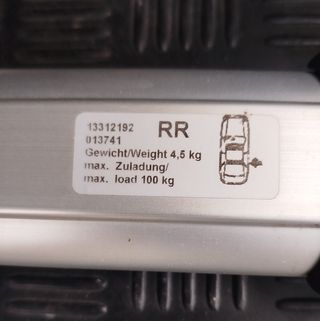 13312192 RR
013741
Gewicht/Weight 4,5 kg
max. Zuladung/
max. load 100 kg